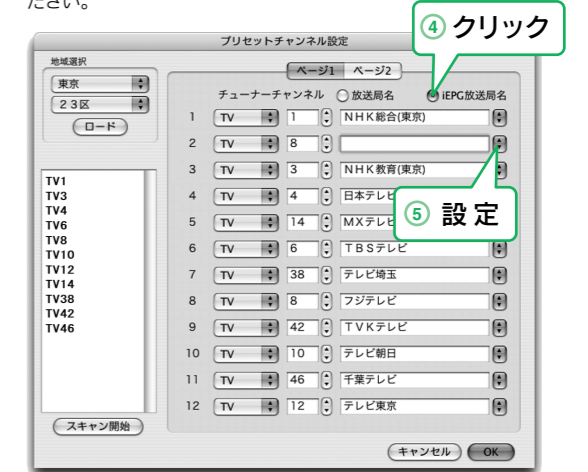 ださい。
④ クリック
プリセットチャンネル設定
地域選択
東京
23区
ロード
ページ1 ページ2
チューナーチャンネル 放送局名 iEPG放送局名
1 TV 1 NHK総合(東京)
2 TV 8
3 TV 3 NHK教育(東京)
4 TV 4 日本テレビ
⑤ 設定
5 TV 14 MXテレビ
6 TV 6 TBSテレビ
7 TV 38 テレビ埼玉
8 TV 8 フジテレビ
9 TV 42 TVKテレビ
10 TV 10 テレビ朝日
11 TV 46 千葉テレビ
12 TV 12 テレビ東京
TV1
TV3
TV4
TV6
TV8
TV10
TV12
TV14
TV38
TV42
TV46
スキャン開始
キャンセル OK